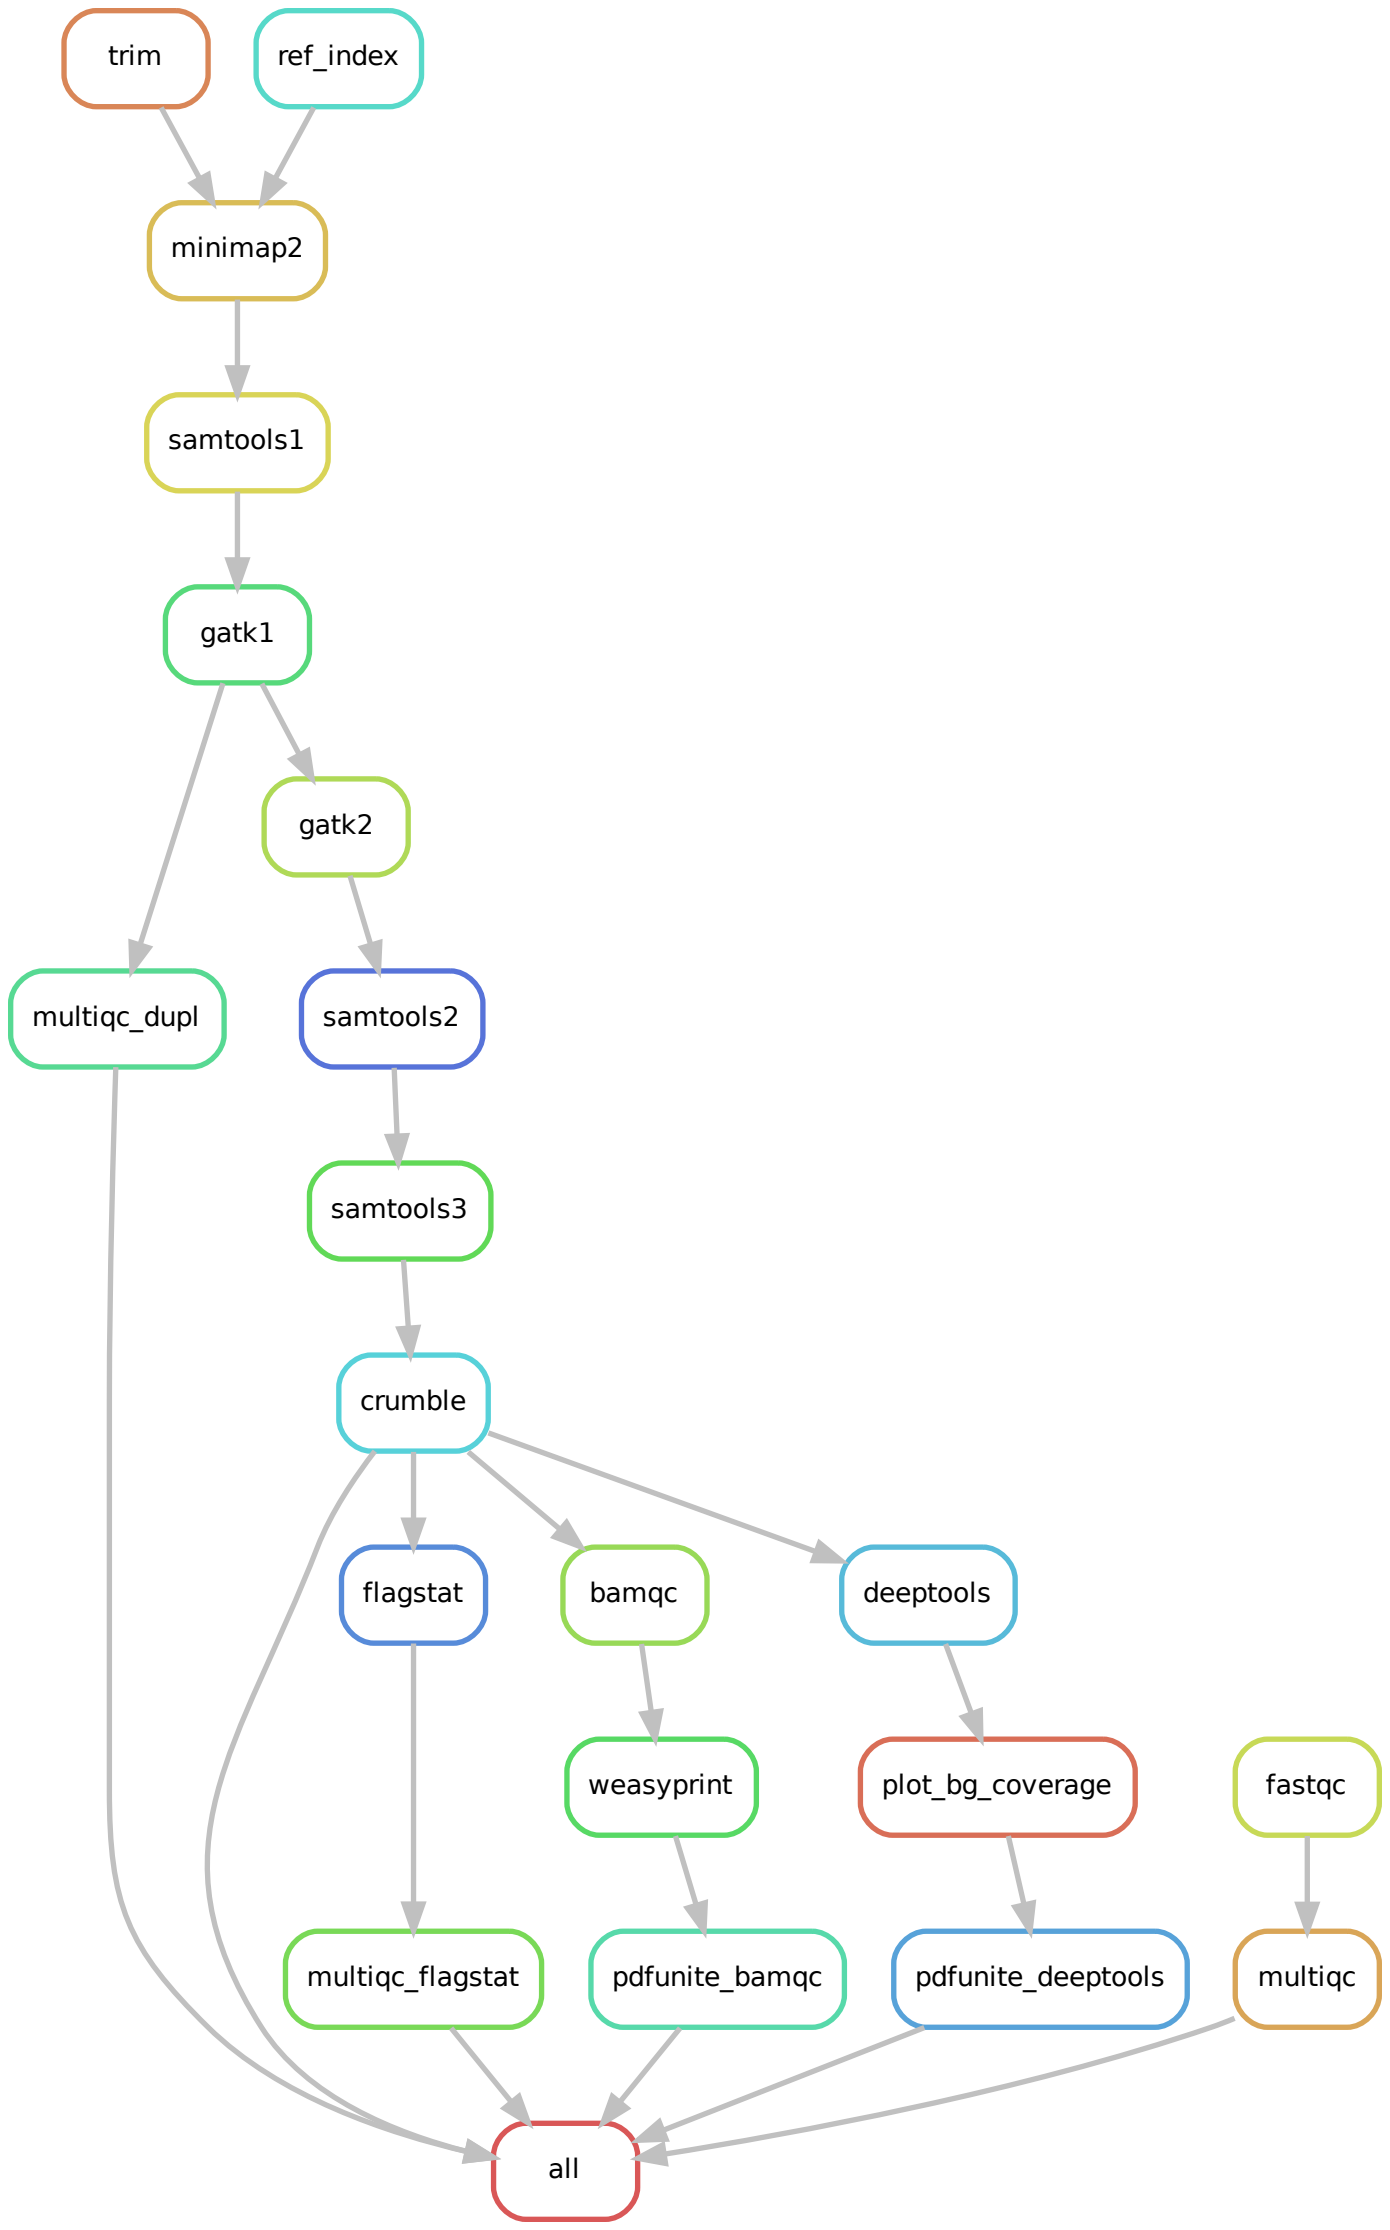 trim
ref_index
minimap2
samtools1
gatk1
gatk2
multiqc_dupl
samtools2
samtools3
crumble
flagstat
bamqc
deeptools
weasyprint
plot_bg_coverage
fastqc
multiqc_flagstat
pdfunite_bamqc
pdfunite_deeptools
multiqc
all